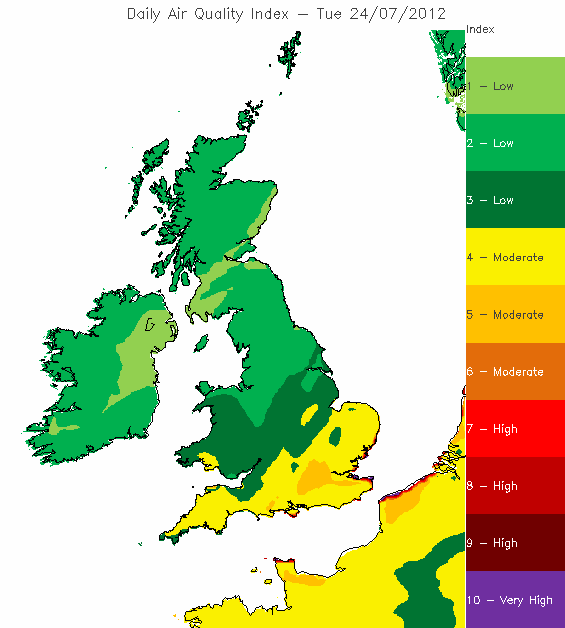 Daily Air Quality Index – Tue 24/07/2012
Index
1 – Low
2 – Low
3 – Low
4 – Moderate
5 – Moderate
6 – Moderate
7 – High
8 – High
9 – High
10 – Very High